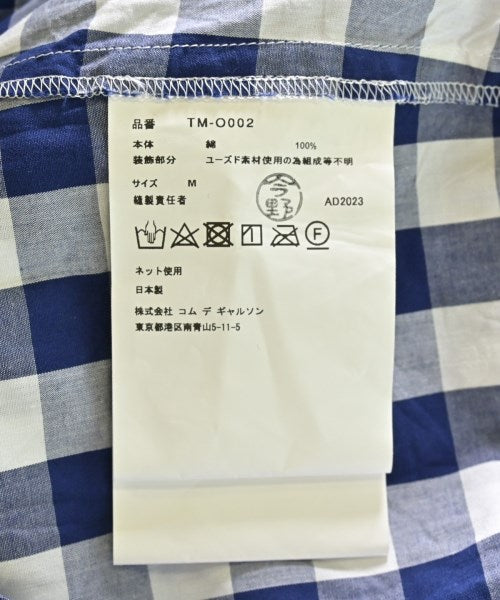 品番 TM-O002
本体 綿 100%
装飾部分 ユーズド素材使用の為組成等不明
サイズ M
縫製責任者 今野 AD2023
F
ネット使用
日本製
株式会社 コム デ ギャルソン
東京都港区南青山5-11-5